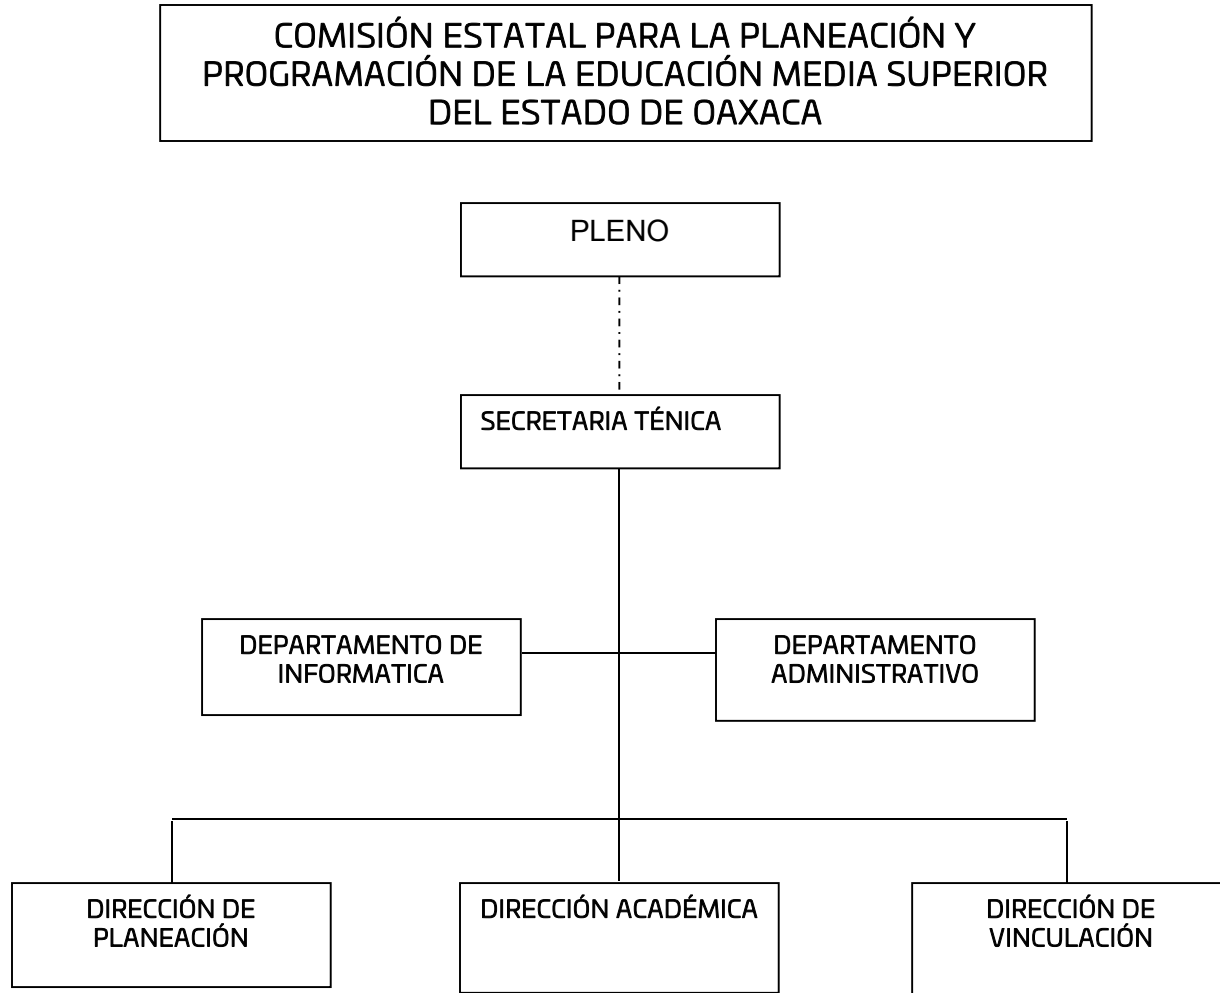 COMISIÓN ESTATAL PARA LA PLANEACIÓN Y
PROGRAMACIÓN DE LA EDUCACIÓN MEDIA SUPERIOR
DEL ESTADO DE OAXACA
PLENO
SECRETARIA TÉNICA
DEPARTAMENTO DE
INFORMATICA
DEPARTAMENTO
ADMINISTRATIVO
DIRECCIÓN DE
PLANEACIÓN
DIRECCIÓN ACADÉMICA
DIRECCIÓN DE
VINCULACIÓN